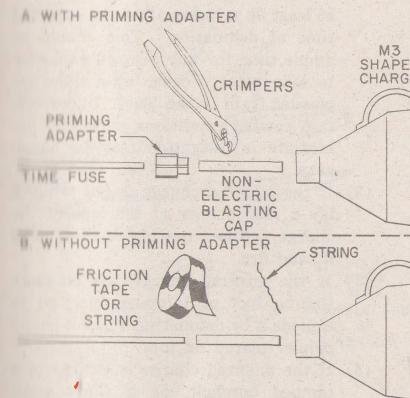 A. WITH PRIMING ADAPTER
CRIMPERS
M3
SHAPE
CHARG
PRIMING
ADAPTER
TIME FUSE
NON-
ELECTRIC
BLASTING
CAP
B. WITHOUT PRIMING ADAPTER
STRING
FRICTION
TAPE
OR
STRING